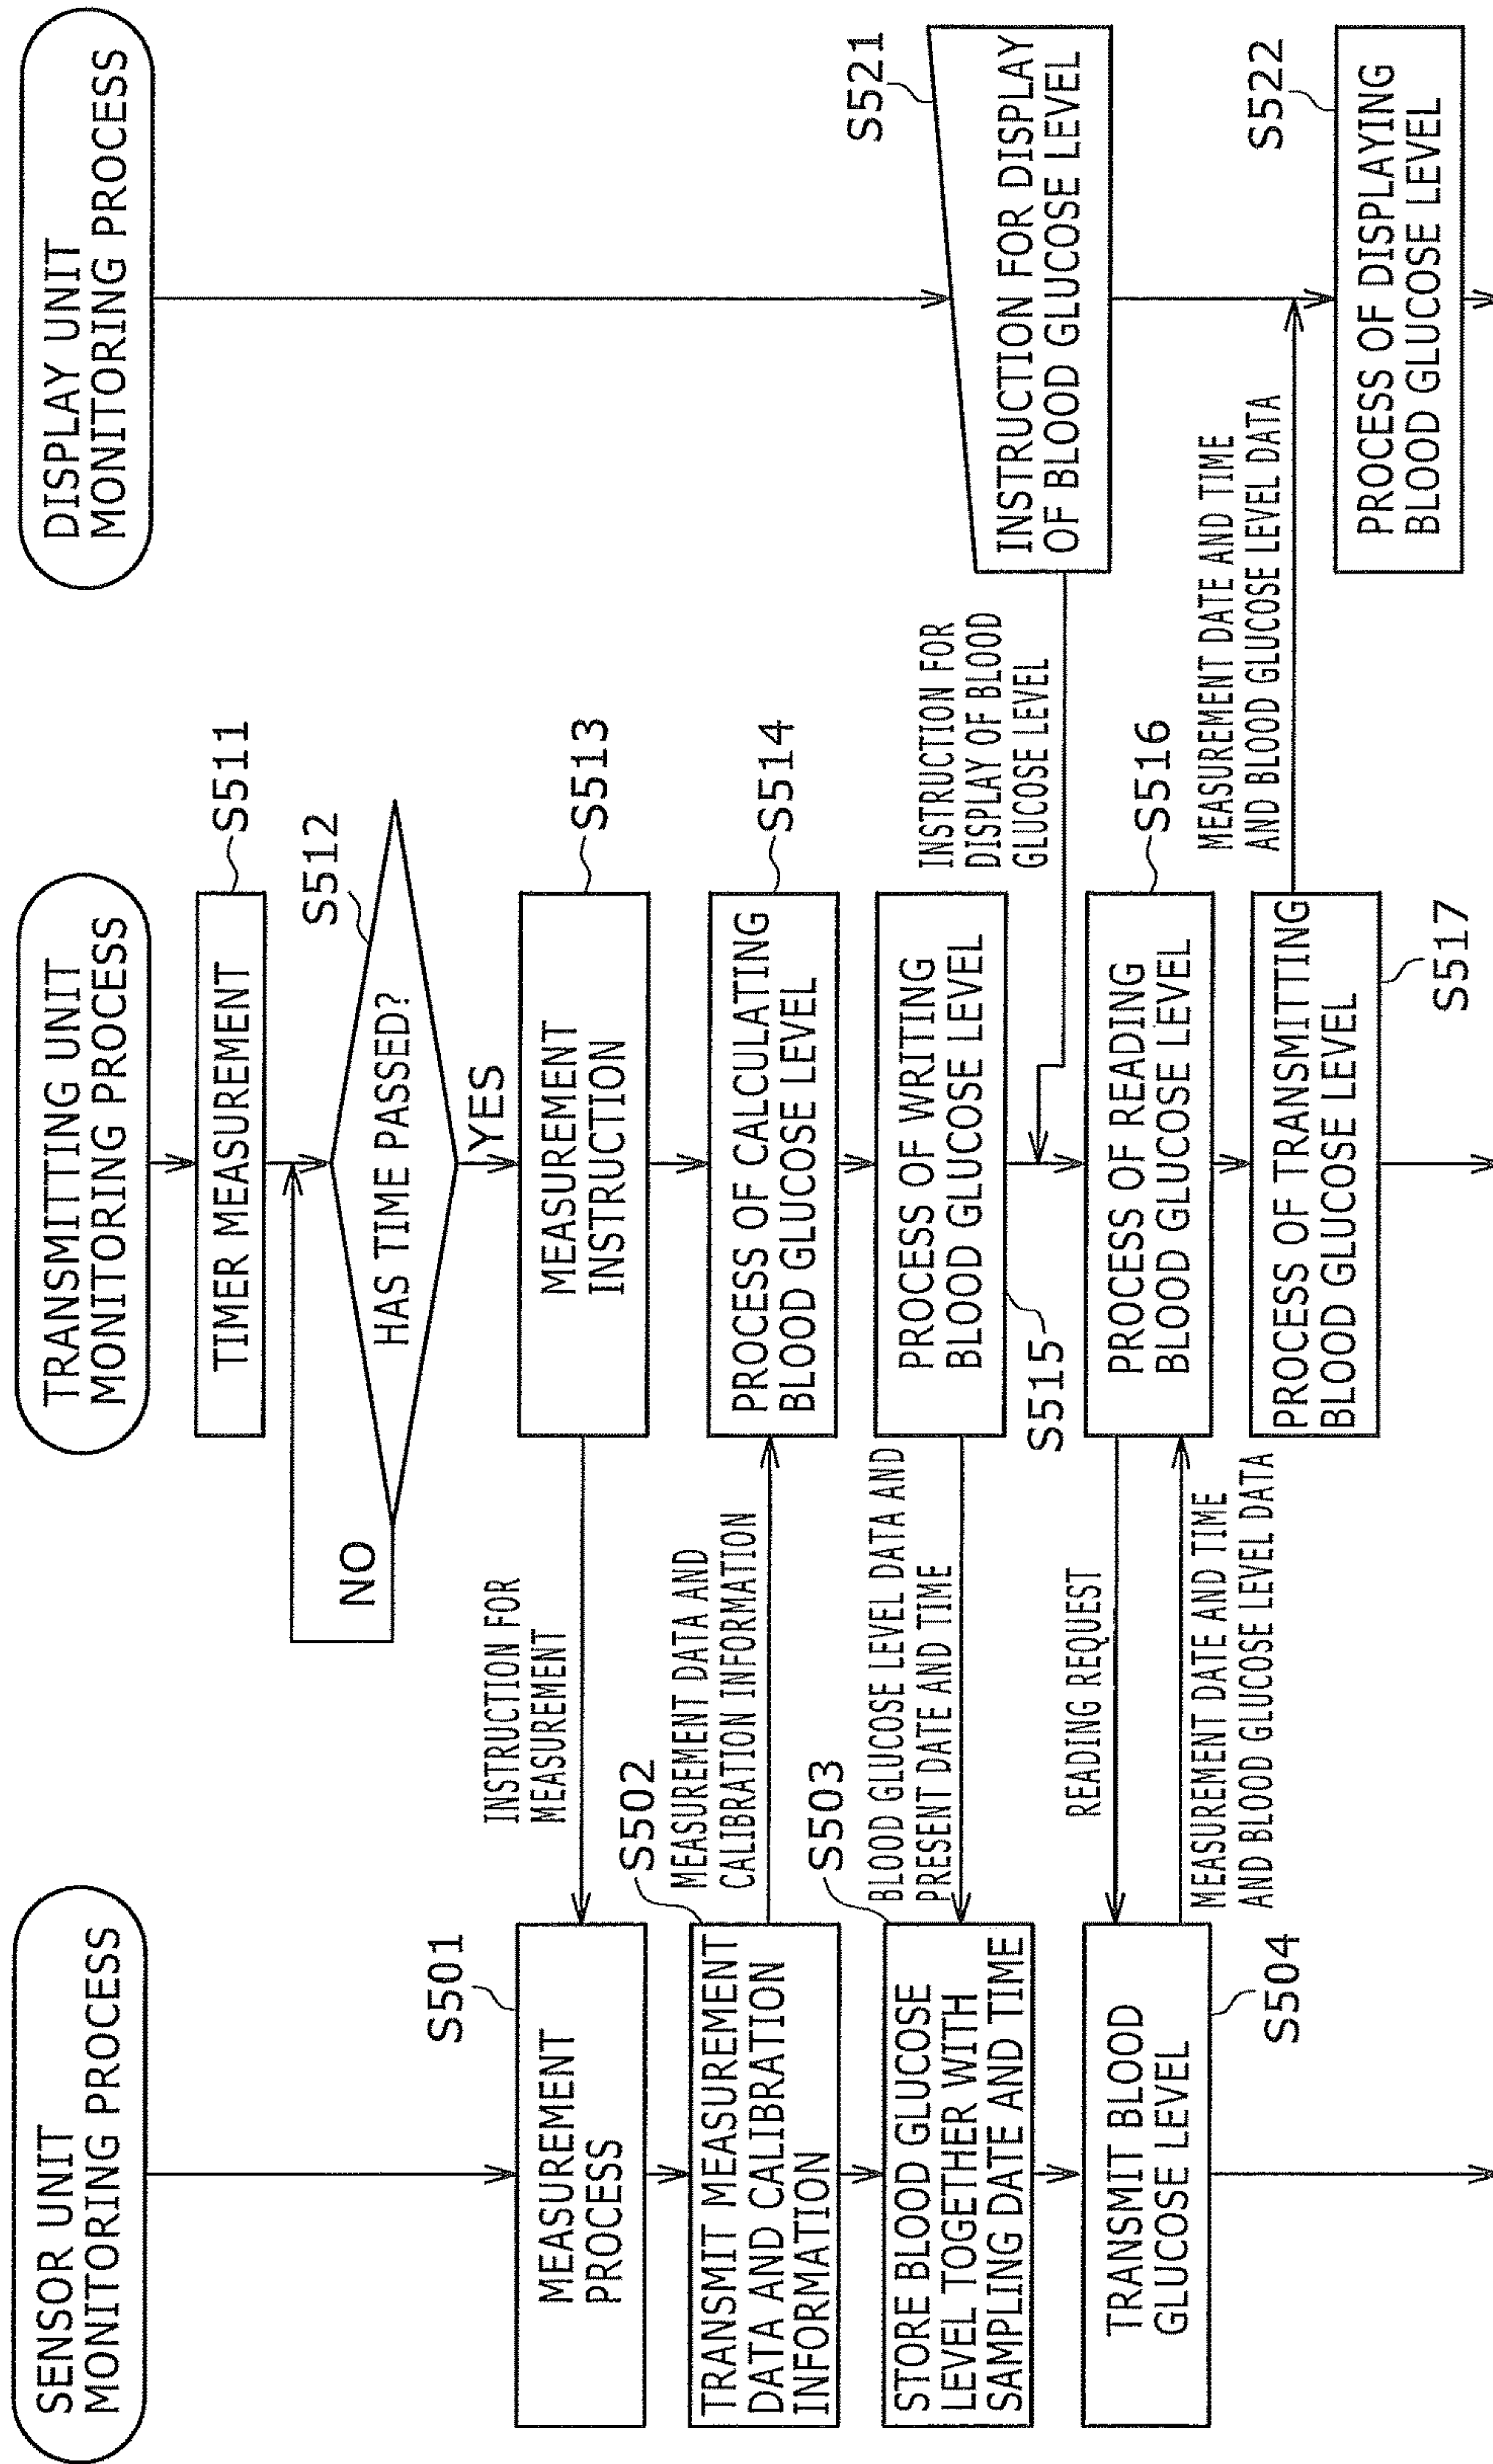 SENSOR UNIT
MONITORING PROCESS
S501
MEASUREMENT
PROCESS
S502
TRANSMIT MEASUREMENT
DATA AND CALIBRATION
INFORMATION
S503
STORE BLOOD GLUCOSE
LEVEL TOGETHER WITH
SAMPLING DATE AND TIME
TRANSMIT BLOOD
GLUCOSE LEVEL
S504
INSTRUCTION FOR
MEASUREMENT
MEASUREMENT DATA AND
CALIBRATION INFORMATION
BLOOD GLUCOSE LEVEL DATA AND
PRESENT DATE AND TIME
READING REQUEST
MEASUREMENT DATE AND TIME
AND BLOOD GLUCOSE LEVEL DATA
TRANSMITTING UNIT
MONITORING PROCESS
TIMER MEASUREMENT
S511
S512
HAS TIME PASSED?
NO
YES
MEASUREMENT
INSTRUCTION
S513
PROCESS OF CALCULATING
BLOOD GLUCOSE LEVEL
S514
PROCESS OF WRITING
BLOOD GLUCOSE LEVEL
S515
PROCESS OF READING
BLOOD GLUCOSE LEVEL
S516
PROCESS OF TRANSMITTING
BLOOD GLUCOSE LEVEL
S517
INSTRUCTION FOR
DISPLAY OF BLOOD
GLUCOSE LEVEL
MEASUREMENT DATE AND TIME
AND BLOOD GLUCOSE LEVEL DATA
DISPLAY UNIT
MONITORING PROCESS
S521
INSTRUCTION FOR DISPLAY
OF BLOOD GLUCOSE LEVEL
S522
PROCESS OF DISPLAYING
BLOOD GLUCOSE LEVEL